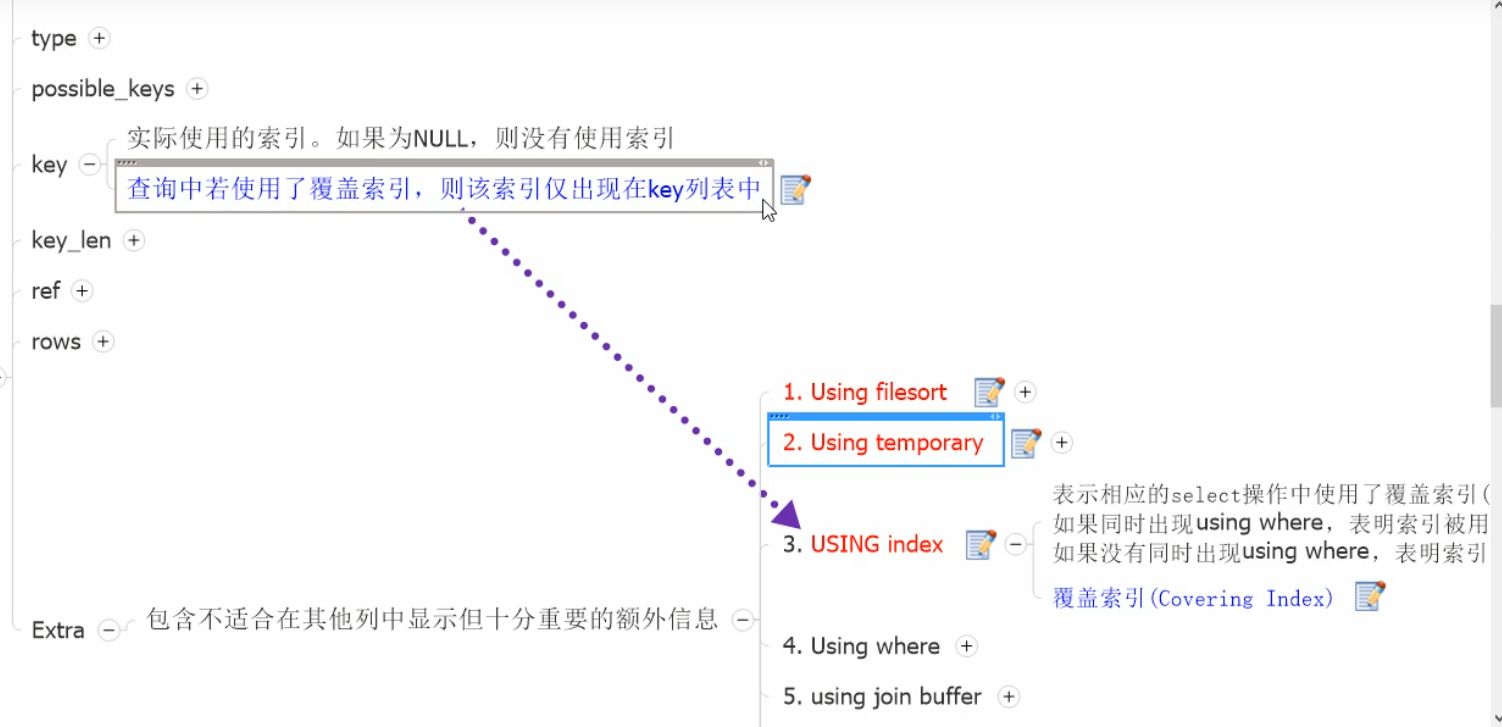 type
possible_keys
实际使用的索引。如果为NULL，则没有使用索引
key
查询中若使用了覆盖索引，则该索引仅出现在key列表中
key_len
ref
rows
1. Using filesort
2. Using temporary
表示相应的select操作中使用了覆盖索引(
如果同时出现using where，表明索引被用
3. USING index
如果没有同时出现using where，表明索引
覆盖索引(Covering Index)
Extra
包含不适合在其他列中显示但十分重要的额外信息
4. Using where
5. using join buffer